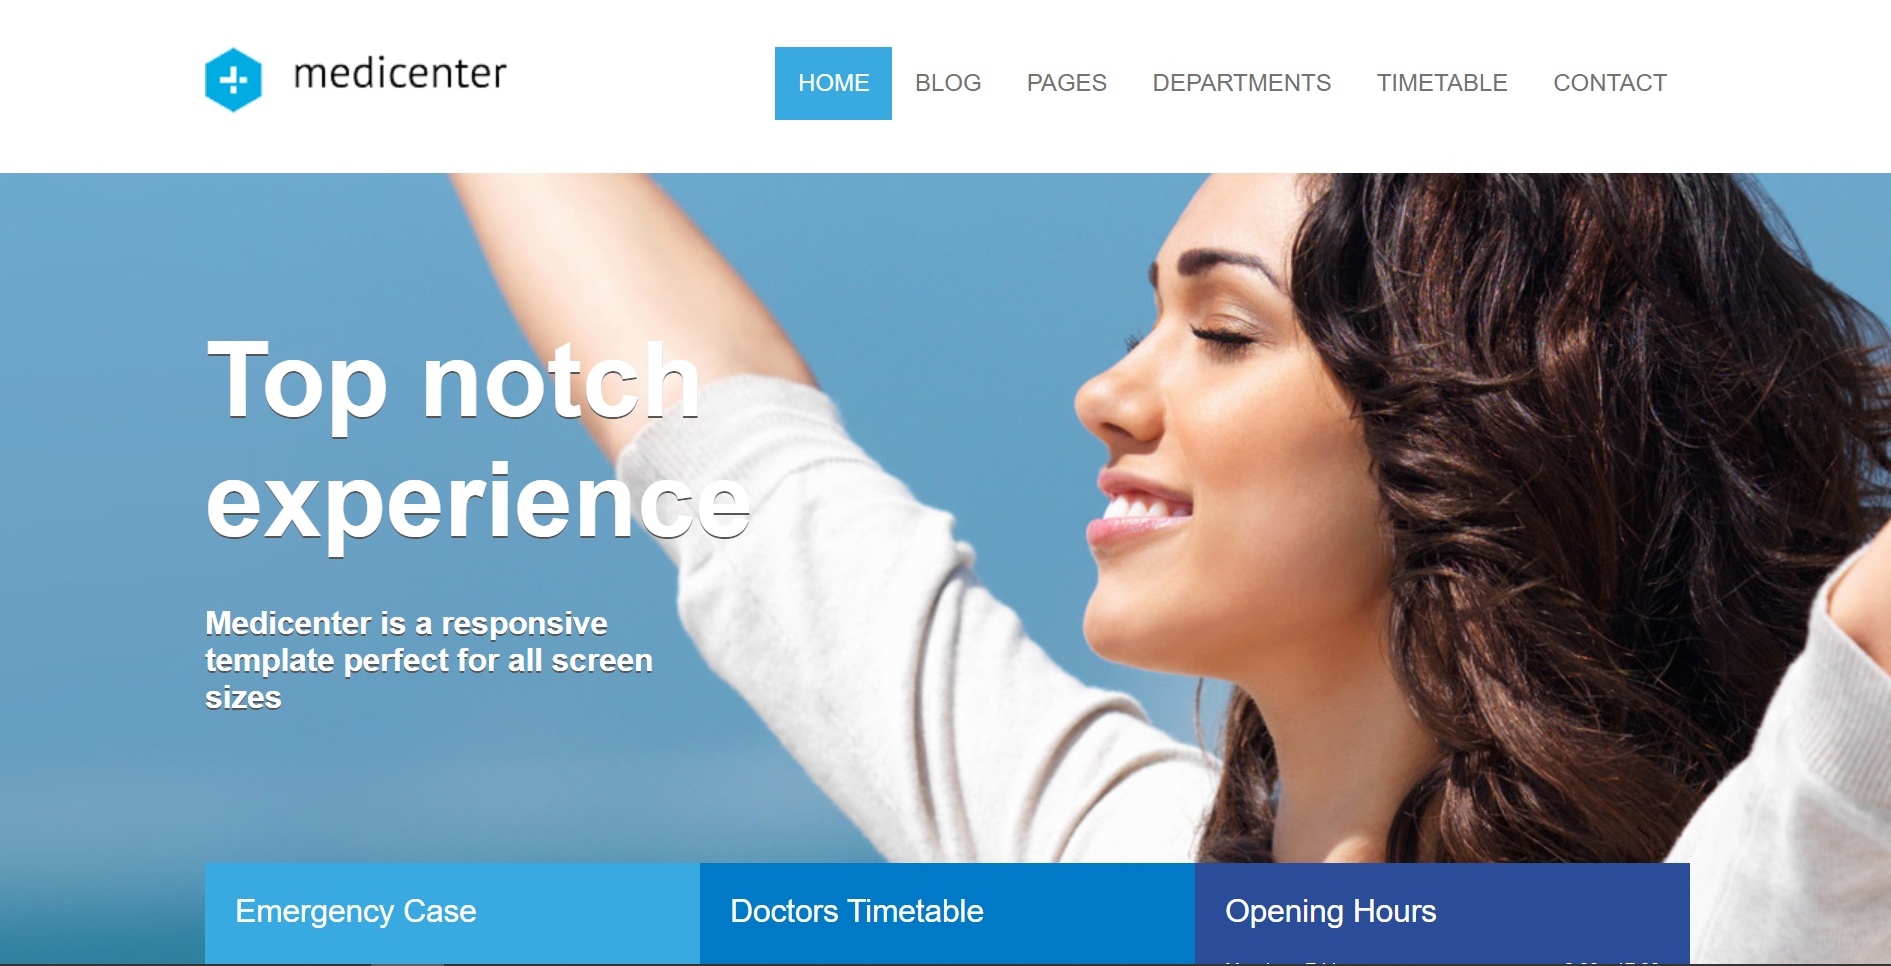 medicenter
HOME BLOG PAGES DEPARTMENTS TIMETABLE CONTACT
Top notch
experience
Medicenter is a responsive
template perfect for all screen
sizes
Emergency Case
Doctors Timetable
Opening Hours